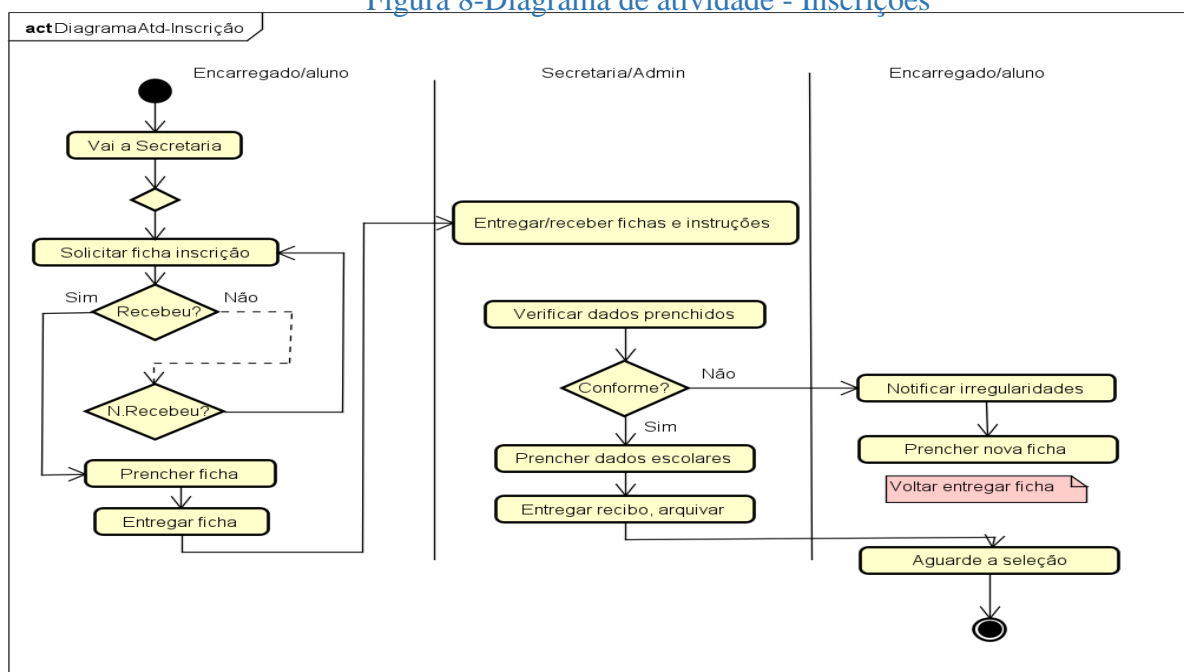 Figura 8-Diagrama de atividade - Inscrições
act DiagramaAtd-Inscrição
Encarregado/aluno
Secretaria/Admin
Encarregado/aluno
Vai a Secretaria
Solicitar ficha inscrição
Sim
Não
Recebeu?
N.Recebeu?
Prencher ficha
Entregar ficha
Entregar/receber fichas e instruções
Verificar dados prenchidos
Conforme?
Não
Sim
Prencher dados escolares
Entregar recibo, arquivar
Notificar irregularidades
Prencher nova ficha
Voltar entregar ficha
Aguarde a seleção